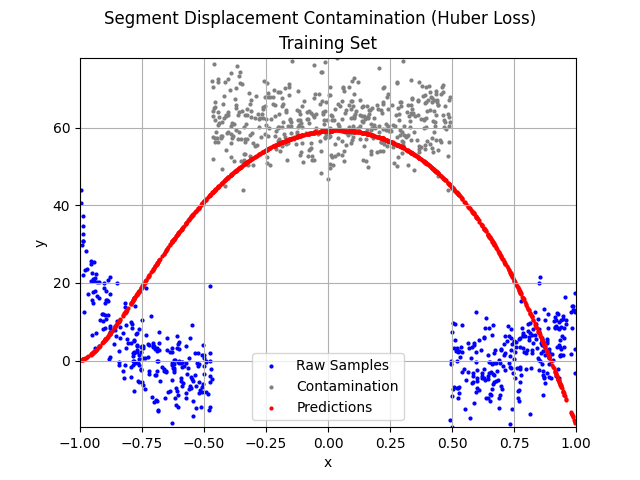 Segment Displacement Contamination (Huber Loss)
Training Set
60
40
20
0
y
Raw Samples
Contamination
Predictions
−1.00 −0.75 −0.50 −0.25 0.00 0.25 0.50 0.75 1.00
x